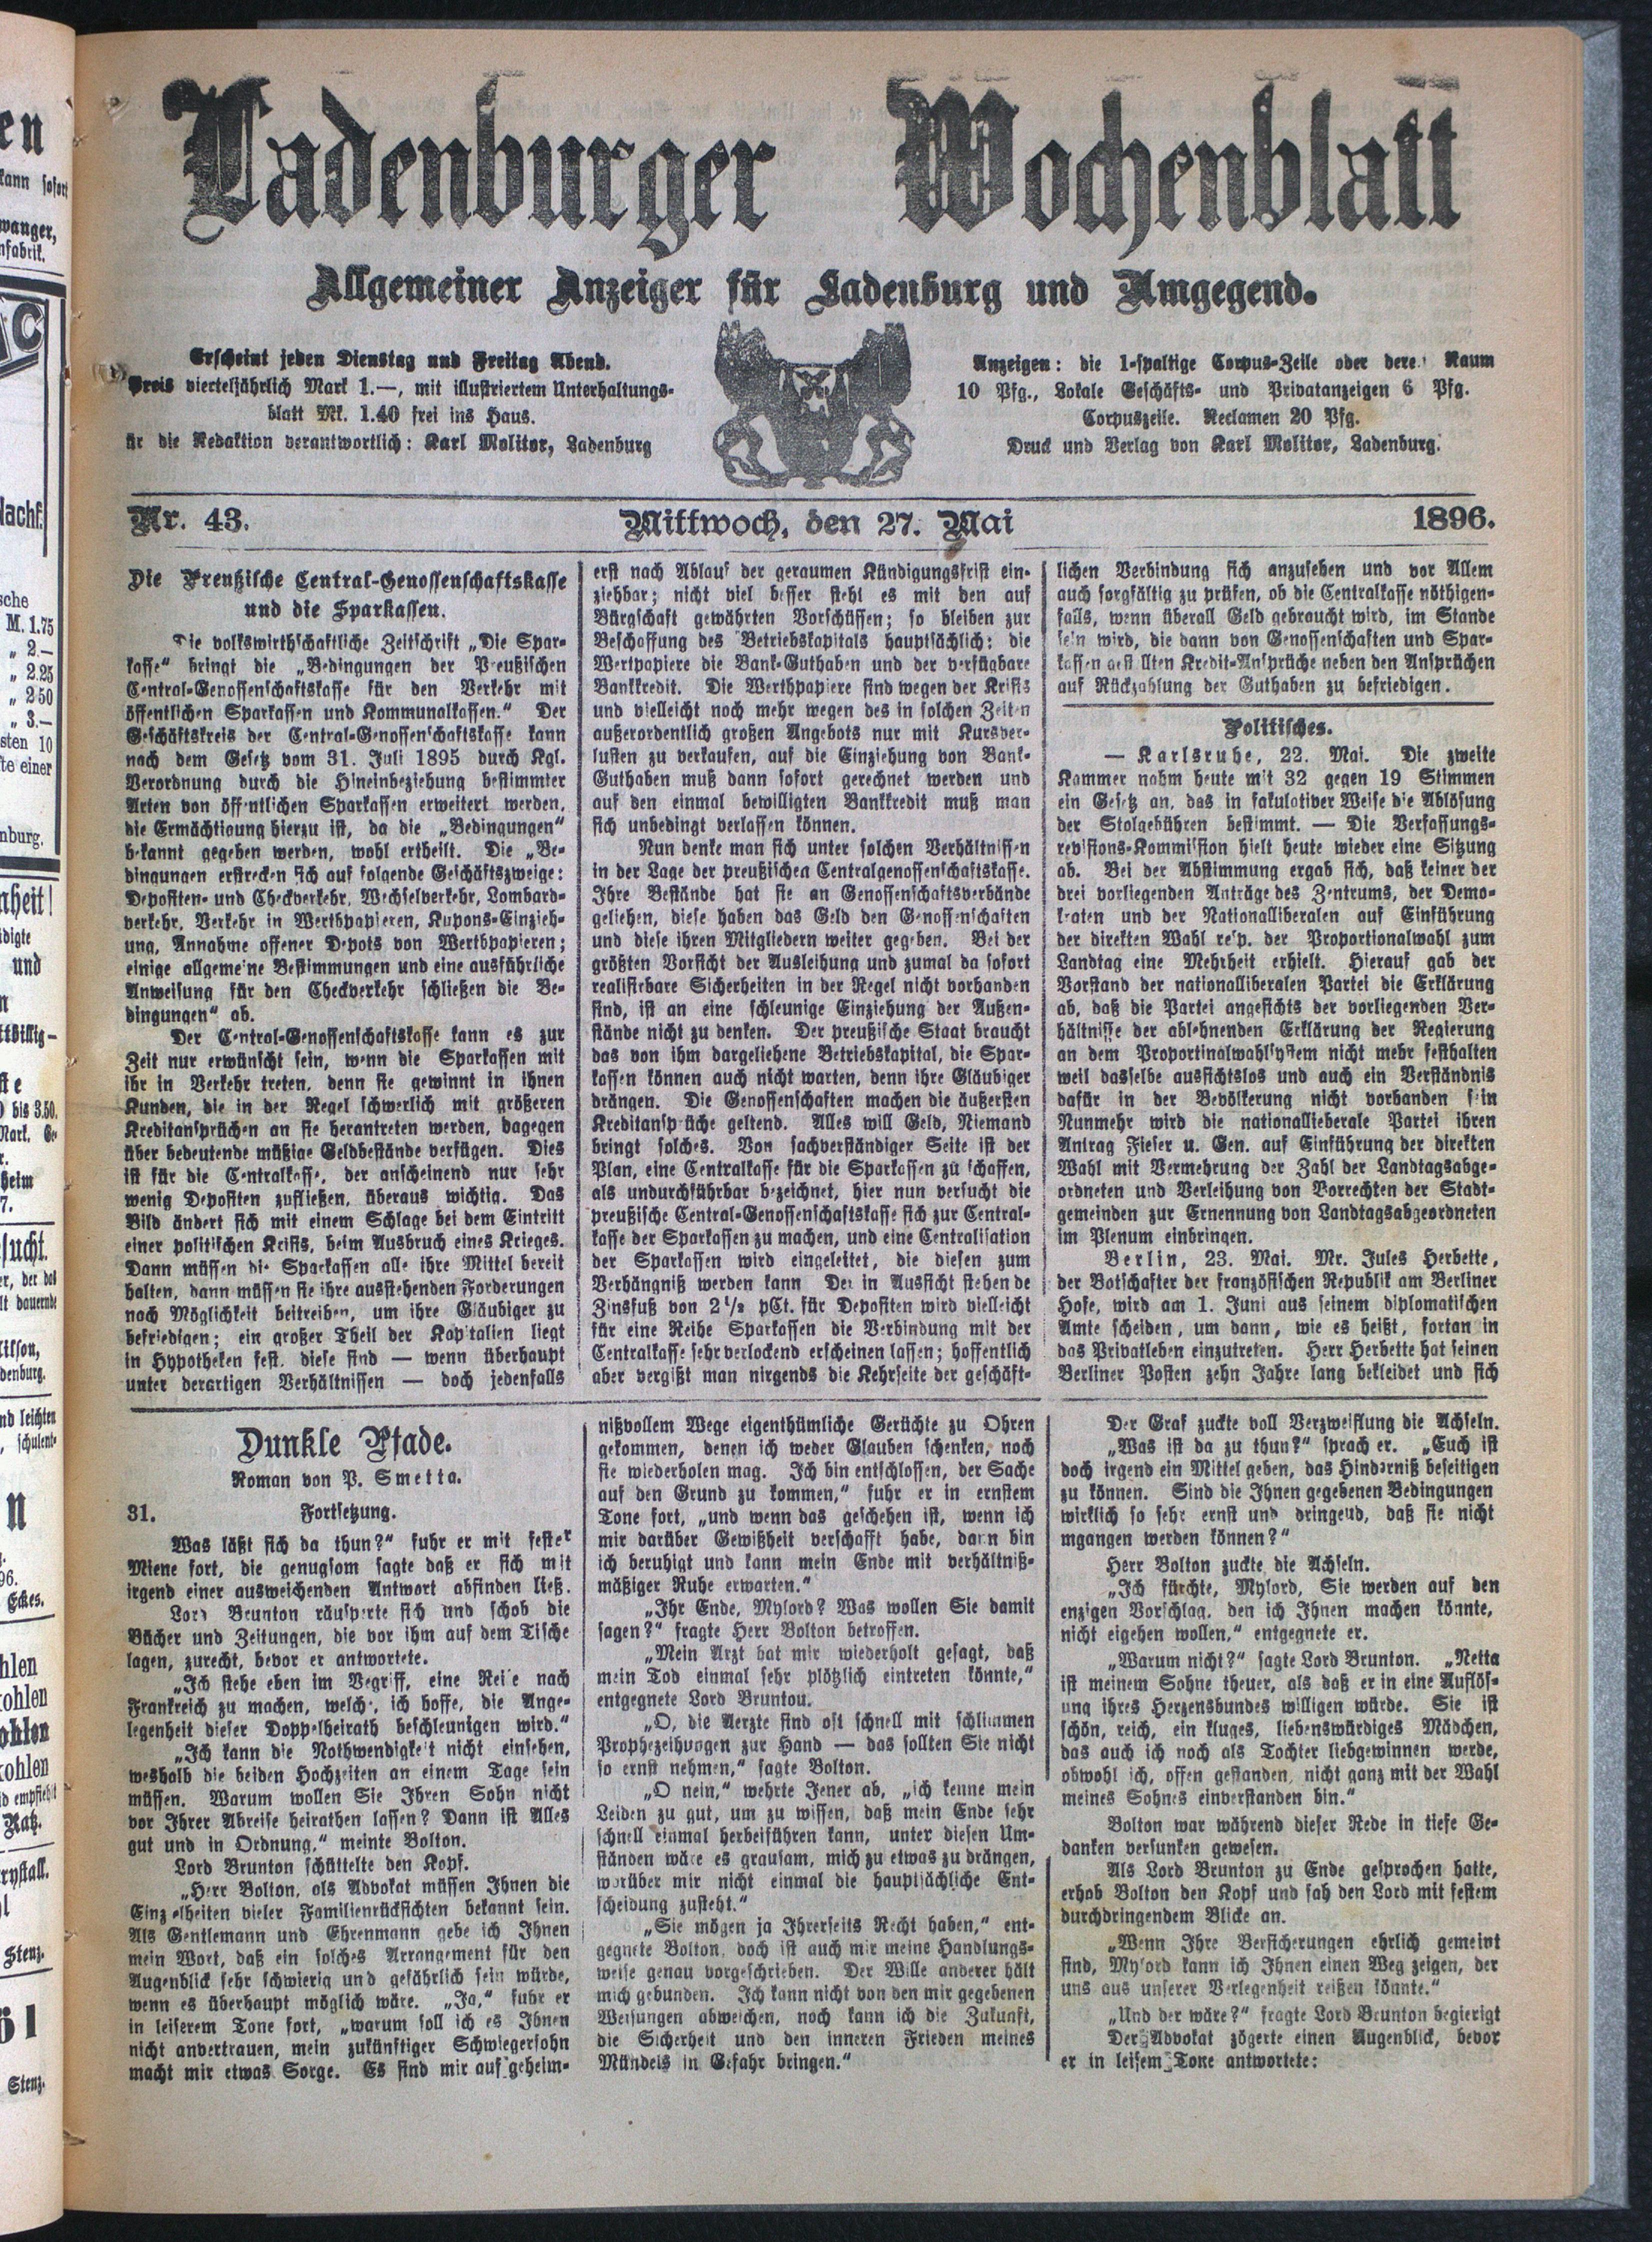 Ladenburger Wochenblatt
Allgemeiner Anzeiger für Ladenburg und Umgegend.
Erscheint jeden Dienstag und Freitag Abend.
Preis vierteljährlich Mark 1.—, mit illustriertem Unterhaltungs-
blatt Mk. 1.40 frei ins Haus.
ür die Redaktion verantwortlich: Karl Molitor, Ladenburg
Anzeigen: die 1-spaltige Corpus-Zeile oder dere Raum
10 Pfg., Lokale Geschäfts- und Privatanzeigen 6 Pfg.
Corpuszeile. Reclamen 20 Pfg.
Druck und Verlag von Karl Molitor, Ladenburg.
Nr. 43.
Mittwoch, den 27. Mai
1896.
Die Preußische Central-Genossenschaftskasse
und die Sparkassen.
Die volkswirthschaftliche Zeitschrift „Die Spar-
kasse“ bringt die „Bedingungen der Preußischen
Central-Genossenschaftskasse für den Verkehr mit
öffentlichen Sparkassen und Kommunalkassen.“ Der
Geschäftskreis der Central-Genossenschaftskasse kann
nach dem Gesetz vom 31. Juli 1895 durch Kgl.
Verordnung durch die Hineinbeziehung bestimmter
Arten von öffentlichen Sparkassen erweitert werden,
die Ermächtigung hierzu ist, da die „Bedingungen“
bekannt gegeben werden, wohl ertheilt. Die „Be-
dingungen erstrecken sich auf folgende Geschäftszweige:
Depositen- und Checkverkehr, Wechselverkehr, Lombard-
verkehr, Verkehr in Werthpapieren, Kupons-Einzieh-
ung, Annahme offener Depots von Werthpapieren;
einige allgemeine Bestimmungen und eine ausführliche
Anweisung für den Checkverkehr schließen die Be-
dingungen“ ab.
Der Central-Genossenschaftskasse kann es zur
Zeit nur erwünscht sein, wenn die Sparkassen mit
ihr in Verkehr treten, denn sie gewinnt in ihnen
Kunden, die in der Regel schwerlich mit größeren
Kreditansprüchen an sie herantreten werden, dagegen
über bedeutende müßige Geldbestände verfügen. Dies
ist für die Centralkasse, der anscheinend nur sehr
wenig Depositen zufließen, überaus wichtig. Das
Bild ändert sich mit einem Schlage bei dem Eintritt
einer politischen Krisis, beim Ausbruch eines Krieges.
Dann müssen die Sparkassen alle ihre Mittel bereit
halten, dann müssen sie ihre ausstehenden Forderungen
nach Möglichkeit beitreiben, um ihre Gläubiger zu
befriedigen; ein großer Theil der Kapitalien liegt
in Hypotheken fest, diese sind — wenn überhaupt
unter derartigen Verhältnissen — doch jedenfalls
erst nach Ablauf der geraumen Kündigungsfrist ein-
ziehbar; nicht viel besser steht es mit den auf
Bürgschaft gewährten Vorschüssen; so bleiben zur
Beschaffung des Betriebskapitals hauptsächlich: die
Wertpapiere die Bank-Guthaben und der verfügbare
Bankkredit. Die Werthpapiere sind wegen der Krisis
und vielleicht noch mehr wegen des in solchen Zeiten
außerordentlich großen Angebots nur mit Kursver-
lusten zu verkaufen, auf die Einziehung von Bank-
Guthaben muß dann sofort gerechnet werden und
auf den einmal bewilligten Bankkredit muß man
sich unbedingt verlassen können.
Nun denke man sich unter solchen Verhältnissen
in der Lage der preußischen Centralgenossenschaftskasse.
Ihre Bestände hat sie an Genossenschaftsverbände
geliehen, diese haben das Geld den Genossenschaften
und diese ihren Mitgliedern weiter gegeben. Bei der
größten Vorsicht der Ausleihung und zumal da sofort
realisirbare Sicherheiten in der Regel nicht vorhanden
sind, ist an eine schleunige Einziehung der Außen-
stände nicht zu denken. Der preußische Staat braucht
das von ihm dargeliehene Betriebskapital, die Spar-
kassen können auch nicht warten, denn ihre Gläubiger
drängen. Die Genossenschaften machen die äußersten
Kreditansprüche geltend. Alles will Geld, Niemand
bringt solches. Von sachverständiger Seite ist der
Plan, eine Centralkasse für die Sparkassen zu schaffen,
als undurchführbar bezeichnet, hier nun versucht die
preußische Central-Genossenschaftskasse sich zur Central-
kasse der Sparkassen zu machen, und eine Centralisation
der Sparkassen wird eingeleitet, die diesen zum
Verhängniß werden kann Der in Aussicht stehende
Zinsfuß von 2½ pCt. für Depositen wird vielleicht
für eine Reihe Sparkassen die Verbindung mit der
Centralkasse sehr verlockend erscheinen lassen; hoffentlich
aber vergißt man nirgends die Kehrseite der geschäft-
lichen Verbindung sich anzusehen und vor Allem
auch sorgfältig zu prüfen, ob die Centralkasse nöthigen-
falls, wenn überall Geld gebraucht wird, im Stande
sein wird, die dann von Genossenschaften und Spar-
kassen gestellten Kredit-Ansprüche neben den Ansprüchen
auf Rückzahlung der Guthaben zu befriedigen.
Politisches.
— Karlsruhe, 22. Mai. Die zweite
Kammer nahm heute mit 32 gegen 19 Stimmen
ein Gesetz an, das in fakulativer Weise die Ablösung
der Stolgebühren bestimmt. — Die Verfassungs-
revisions-Kommission hielt heute wieder eine Sitzung
ab. Bei der Abstimmung ergab sich, daß keiner der
drei vorliegenden Anträge des Zentrums, der Demo-
kraten und der Nationalliberalen auf Einführung
der direkten Wahl resp. der Proportionalwahl zum
Landtag eine Mehrheit erhielt. Hierauf gab der
Vorstand der nationalliberalen Partei die Erklärung
ab, daß die Partei angesichts der vorliegenden Ver-
hältnisse der ablehnenden Erklärung der Regierung
an dem Proportinalwahlsystem nicht mehr festhalten
weil dasselbe aussichtslos und auch ein Verständnis
dafür in der Bevölkerung nicht vorhanden sein
Nunmehr wird die nationallieberale Partei ihren
Antrag Fieser u. Gen. auf Einführung der direkten
Wahl mit Vermehrung der Zahl der Landtagsabge-
ordneten und Verleihung von Vorrechten der Stadt-
gemeinden zur Ernennung von Landtagsabgeordneten
im Plenum einbringen.
Berlin, 23. Mai. Mr. Jules Herbette,
der Botschafter der französischen Republik am Berliner
Hofe, wird am 1. Juni aus seinem diplomatischen
Amte scheiden, um dann, wie es heißt, fortan in
das Privatleben einzutreten. Herr Herbette hat seinen
Berliner Posten zehn Jahre lang bekleidet und sich
Dunkle Pfade.
Roman von P. Smetta.
31. Fortsetzung.
Was läßt sich da thun?“ fuhr er mit fester
Miene fort, die genugsam sagte daß er sich mit
irgend einer ausweichenden Antwort abfinden ließ.
Lord Brunton räusperte sich und schob die
Bücher und Zeitungen, die vor ihm auf dem Tische
lagen, zurecht, bevor er antwortete.
„Ich stehe eben im Begriff, eine Reise nach
Frankreich zu machen, welche, ich hoffe, die Ange-
legenheit dieser Doppelheirath beschleunigen wird.“
„Ich kann die Nothwendigkeit nicht einsehen,
weshalb die beiden Hochzeiten an einem Tage sein
müssen. Warum wollen Sie Ihren Sohn nicht
vor Ihrer Abreise heirathen lassen? Dann ist Alles
gut und in Ordnung,“ meinte Bolton.
Lord Brunton schüttelte den Kopf.
„Herr Bolton, als Advokat müssen Ihnen die
Einzelheiten vieler Familienrücksichten bekannt sein.
Als Gentlemann und Ehrenmann gebe ich Ihnen
mein Wort, daß ein solches Arrangement für den
Augenblick sehr schwierig und gefährlich sein würde,
wenn es überhaupt möglich wäre. „Ja,“ fuhr er
in leiserem Tone fort, „warum soll ich es Ihnen
nicht anvertrauen, mein zukünftiger Schwiegersohn
macht mir etwas Sorge. Es sind mir auf geheim-
nißvollem Wege eigenthümliche Gerüchte zu Ohren
gekommen, denen ich weder Glauben schenken, noch
sie wiederholen mag. Ich bin entschlossen, der Sache
auf den Grund zu kommen,“ fuhr er in ernstem
Tone fort, „und wenn das geschehen ist, wenn ich
mir darüber Gewißheit verschafft habe, dann bin
ich beruhigt und kann mein Ende mit verhältniß-
mäßiger Ruhe erwarten.“
„Ihr Ende, Mylord? Was wollen Sie damit
sagen?“ fragte Herr Bolton betroffen.
„Mein Arzt hat mir wiederholt gesagt, daß
mein Tod einmal sehr plötzlich eintreten könnte,“
entgegnete Lord Bruntou.
„O, die Aerzte sind oft schnell mit schlimmen
Prophezeihungen zur Hand — das sollten Sie nicht
so ernst nehmen,“ sagte Bolton.
„O nein,“ wehrte Jener ab, „ich kenne mein
Leiden zu gut, um zu wissen, daß mein Ende sehr
schnell einmal herbeiführen kann, unter diesen Um-
ständen wäre es grausam, mich zu etwas zu drängen,
worüber mir nicht einmal die hauptsächliche Ent-
scheidung zusteht.“
„Sie mögen ja Ihrerseits Recht haben,“ ent-
gegnete Bolton, doch ist auch mir meine Handlungs-
weise genau vorgeschrieben. Der Wille anderer hält
mich gebunden. Ich kann nicht von den mir gegebenen
Weisungen abweichen, noch kann ich die Zukunft,
die Sicherheit und den inneren Frieden meines
Mündels in Gefahr bringen.“
Der Graf zuckte voll Verzweiflung die Achseln.
„Was ist da zu thun?“ sprach er. „Euch ist
doch irgend ein Mittel geben, das Hinderniß beseitigen
zu können. Sind die Ihnen gegebenen Bedingungen
wirklich so sehr ernst und dringend, daß sie nicht
mgangen werden können?“
Herr Bolton zuckte die Achseln.
„Ich fürchte, Mylord, Sie werden auf den
enzigen Vorschlag, den ich Ihnen machen könnte,
nicht eigehen wollen,“ entgegnete er.
„Warum nicht?“ sagte Lord Brunton. „Netta
ist meinem Sohne theuer, als daß er in eine Auflös-
ung ihres Herzensbundes willigen würde. Sie ist
schön, reich, ein kluges, liebenswürdiges Mädchen,
das auch ich noch als Tochter liebgewinnen werde,
obwohl ich, offen gestanden, nicht ganz mit der Wahl
meines Sohnes einverstanden bin.“
Bolton war während dieser Rede in tiefe Ge-
danken versunken gewesen.
Als Lord Brunton zu Ende gesprochen hatte,
erhob Bolton den Kopf und sah den Lord mit festem
durchdringendem Blicke an.
„Wenn Ihre Versicherungen ehrlich gemeint
sind, Mylord kann ich Ihnen einen Weg zeigen, der
uns aus unserer Verlegenheit reißen könnte.“
„Und der wäre?“ fragte Lord Brunton begierigt
Der Advokat zögerte einen Augenblick, bevor
er in leisem Tone antwortete: